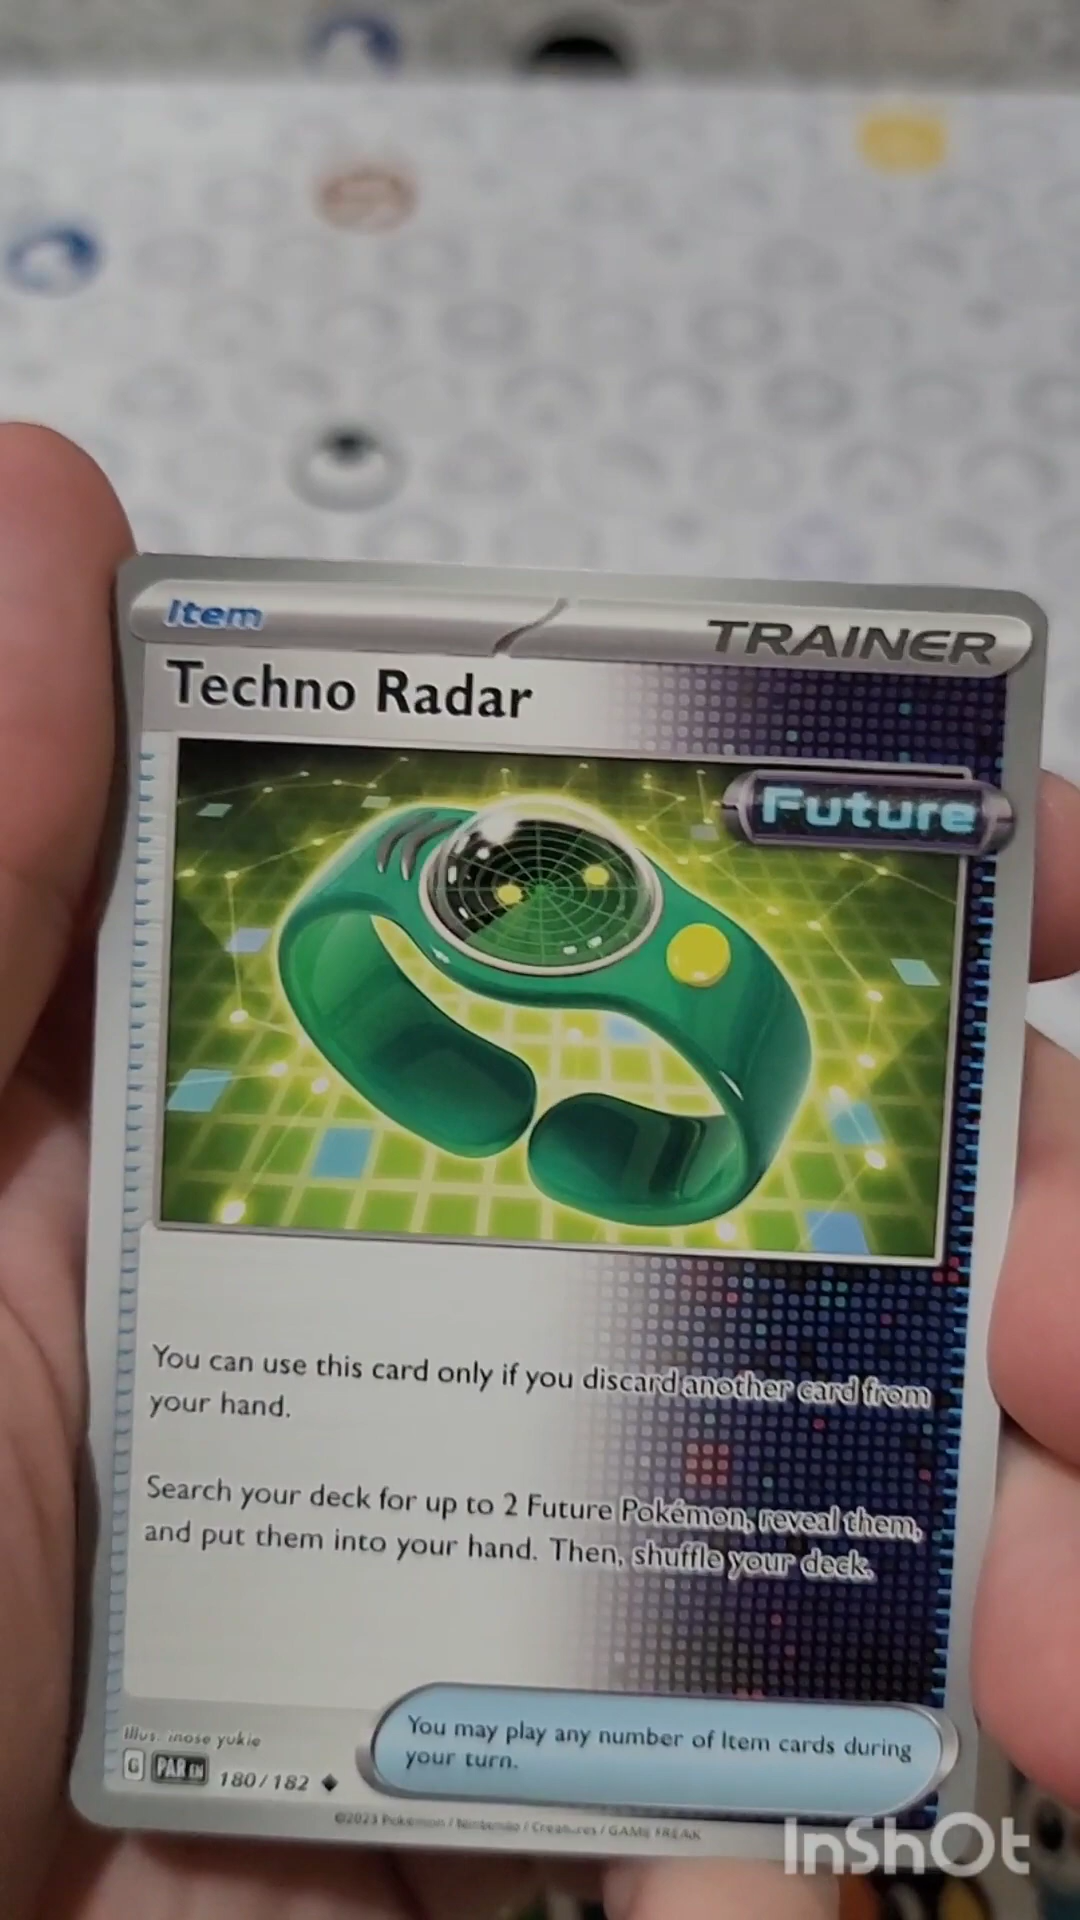 Item
TRAINER
Techno Radar
Future
You can use this card only if you discard another card from
your hand.
Search your deck for up to 2 Future Pokémon, reveal them,
and put them into your hand. Then, shuffle your deck.
Illus. inose yukie
G PAR EN 180/182
You may play any number of Item cards during
your turn.
©2023 Pokémon / Nintendo / Creatures / GAME FREAK
InShOt